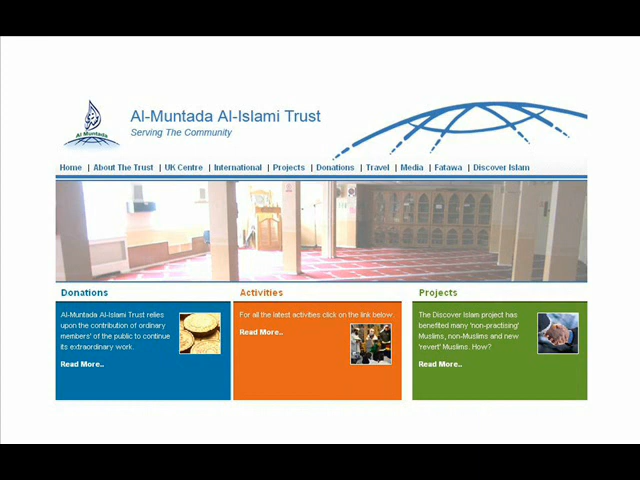 Al Muntada
Al-Muntada Al-Islami Trust
Serving The Community
Home | About The Trust | UK Centre | International | Projects | Donations | Travel | Media | Fatawa | Discover Islam
Donations
Al-Muntada Al-Islami Trust relies
upon the contribution of ordinary
members' of the public to continue
its extraordinary work.
Read More..
Activities
For all the latest activities click on the link below.
Read More..
Projects
The Discover Islam project has
benefited many 'non-practising'
Muslims, non-Muslims and new
'revert' Muslims. How?
Read More..